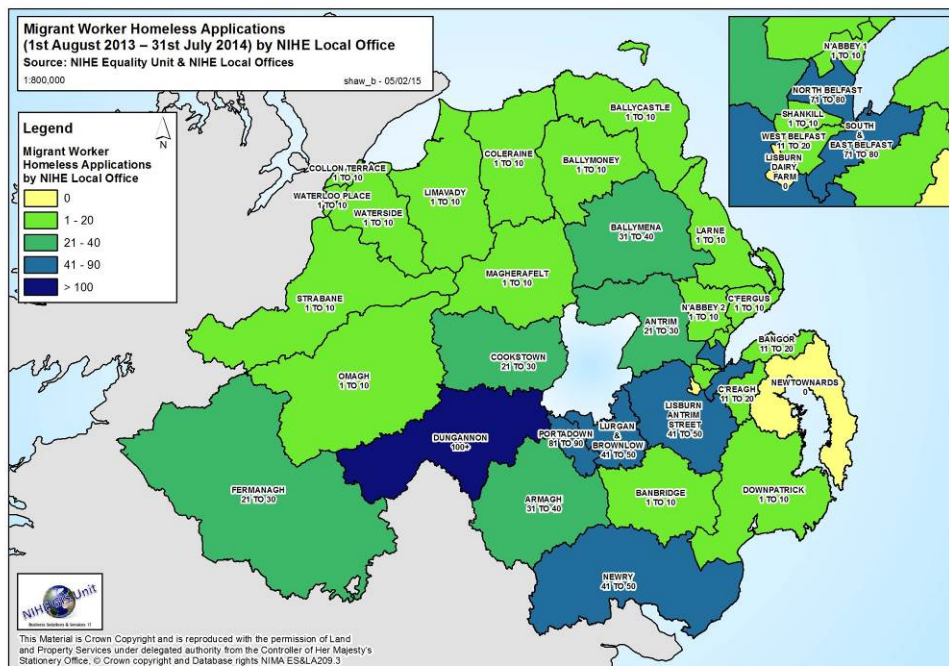 Migrant Worker Homeless Applications
(1st August 2013 – 31st July 2014) by NIHE Local Office
Source: NIHE Equality Unit & NIHE Local Offices
1:800,000
shaw_b - 05/02/15
Legend
N
Migrant Worker
Homeless Applications
by NIHE Local Office
0
1 - 20
21 - 40
41 - 90
> 100
N'ABBEY 1
1 TO 10
NORTH BELFAST
71 TO 80
SHANKILL
1 TO 10
WEST BELFAST
11 TO 20
SOUTH
&
EAST BELFAST
71 TO 80
LISBURN
DAIRY
FARM
0
BALLYCASTLE
1 TO 10
COLERAINE
1 TO 10
BALLYMONEY
1 TO 10
COLLON TERRACE
1 TO 10
LIMAVADY
1 TO 10
WATERLOO PLACE
1 TO 10
WATERSIDE
1 TO 10
BALLYMENA
31 TO 40
LARNE
1 TO 10
MAGHERAFELT
1 TO 10
STRABANE
1 TO 10
N'ABBEY 2
1 TO 10
C'FERGUS
1 TO 10
ANTRIM
21 TO 30
BANGOR
11 TO 20
COOKSTOWN
21 TO 30
OMAGH
1 TO 10
C'REAGH
11 TO 20
NEWTOWNARDS
0
LISBURN
ANTRIM
STREET
41 TO 50
DUNGANNON
100+
PORTADOWN
81 TO 90
LURGAN
&
BROWNLOW
41 TO 50
FERMANAGH
21 TO 30
ARMAGH
31 TO 40
BANBRIDGE
1 TO 10
DOWNPATRICK
1 TO 10
NEWRY
41 TO 50
NIHE GIS Unit
Business Solutions & Services IT
This Material is Crown Copyright and is reproduced with the permission of Land
and Property Services under delegated authority from the Controller of Her Majesty's
Stationery Office, © Crown copyright and Database rights NIMA ES&LA209.3